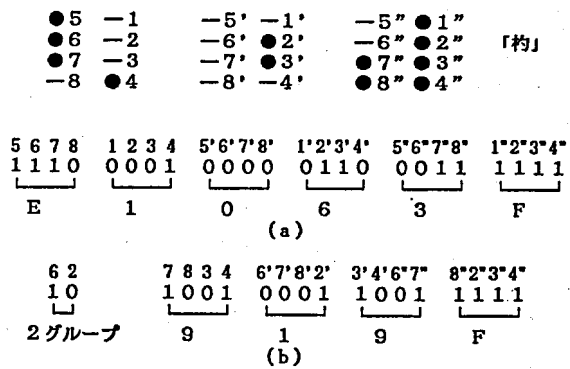 ●5 －1 －5' －1' －5" ●1"
●6 －2 －6' ●2' －6" ●2" 「杓」
●7 －3 －7' ●3' ●7" ●3"
－8 ●4 －8' －4' ●8" ●4"
5 6 7 8 1 2 3 4 5'6'7'8' 1'2'3'4' 5"6"7"8" 1"2"3"4"
1 1 1 0 0 0 0 1 0 0 0 0 0 1 1 0 0 0 1 1 1 1 1 1
E 1 0 6 3 F
(a)
6 2 7 8 3 4 6'7'8'2' 3'4'6"7" 8"2"3"4"
1 0 1 0 0 1 0 0 0 1 1 0 0 1 1 1 1 1
2グループ 9 1 9 F
(b)